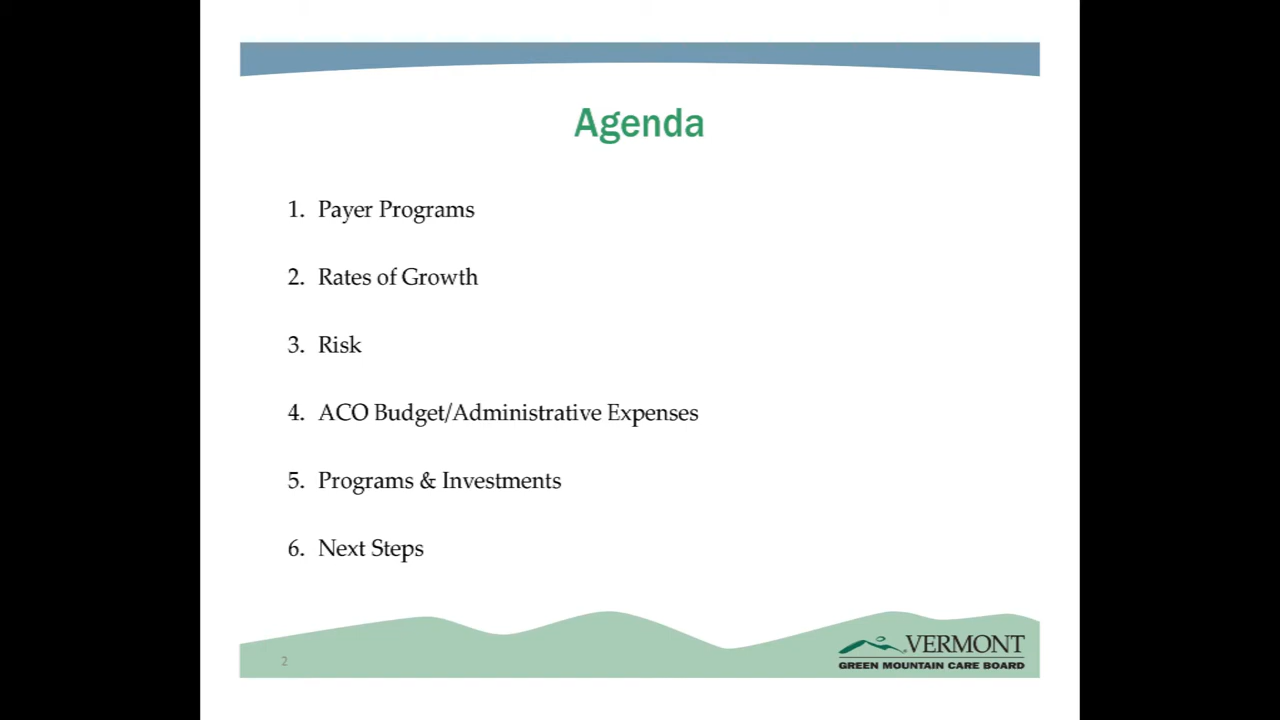 Agenda
1. Payer Programs
2. Rates of Growth
3. Risk
4. ACO Budget/Administrative Expenses
5. Programs & Investments
6. Next Steps
2
VERMONT
GREEN MOUNTAIN CARE BOARD